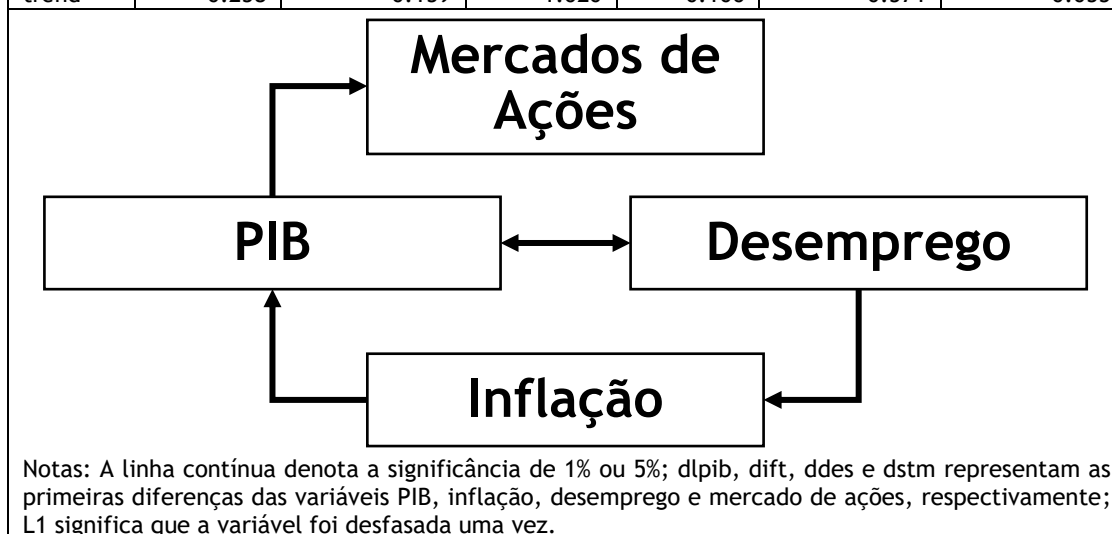 Mercados de
Ações
PIB
Desemprego
Inflação
Notas: A linha contínua denota a significância de 1% ou 5%; dlpib, dift, ddes e dstm representam as
primeiras diferenças das variáveis PIB, inflação, desemprego e mercado de ações, respectivamente;
L1 significa que a variável foi desfasada uma vez.